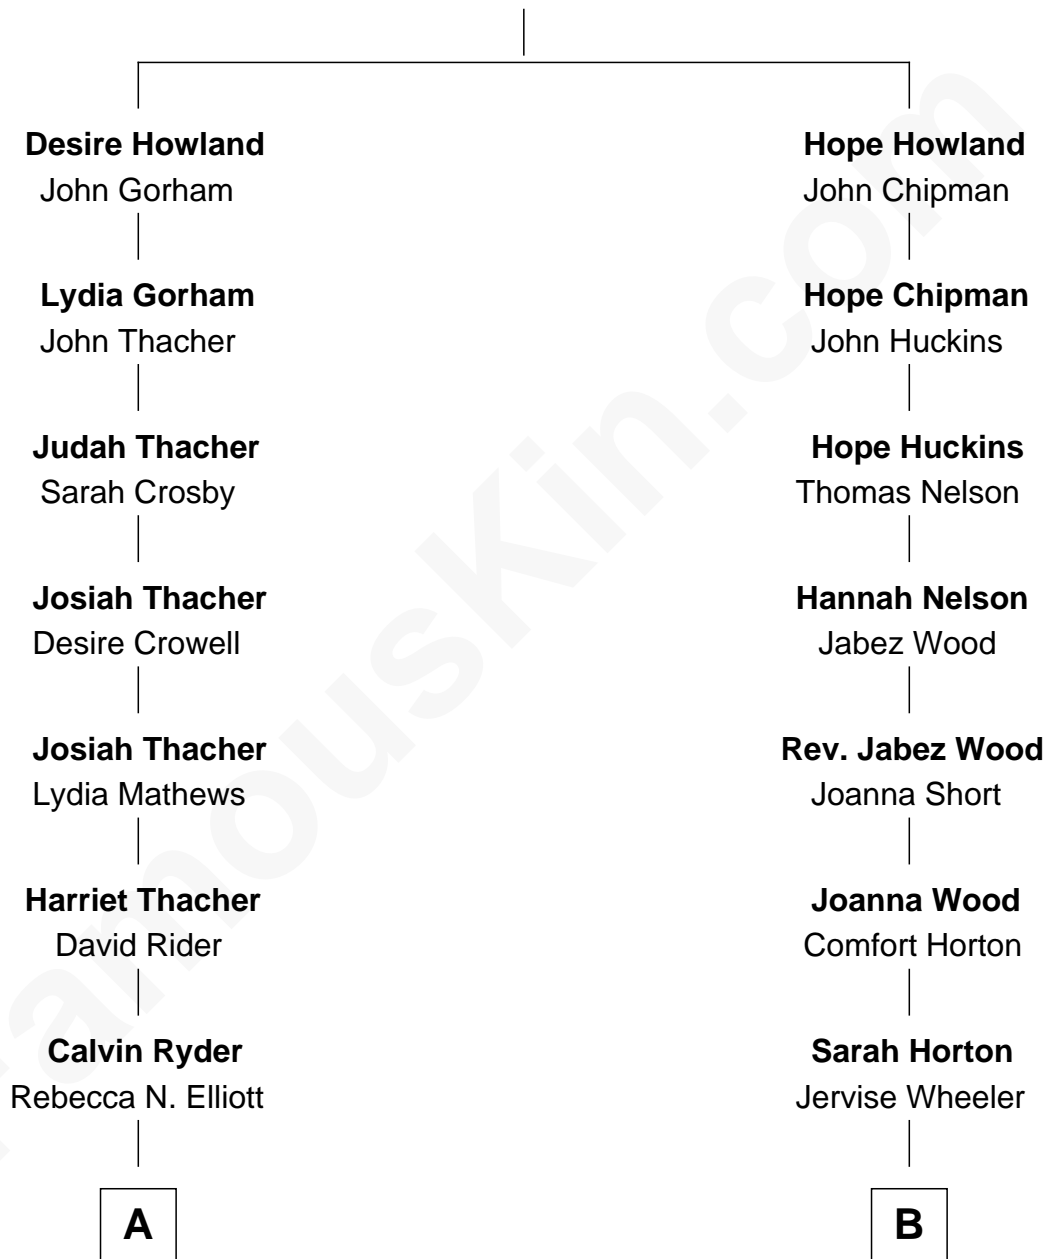 Desire Howland
John Gorham
Lydia Gorham
John Thacher
Judah Thacher
Sarah Crosby
Josiah Thacher
Desire Crowell
Josiah Thacher
Lydia Mathews
Harriet Thacher
David Rider
Calvin Ryder
Rebecca N. Elliott
A
Hope Howland
John Chipman
Hope Chipman
John Huckins
Hope Huckins
Thomas Nelson
Hannah Nelson
Jabez Wood
Rev. Jabez Wood
Joanna Short
Joanna Wood
Comfort Horton
Sarah Horton
Jervise Wheeler
B
FamousKin.com